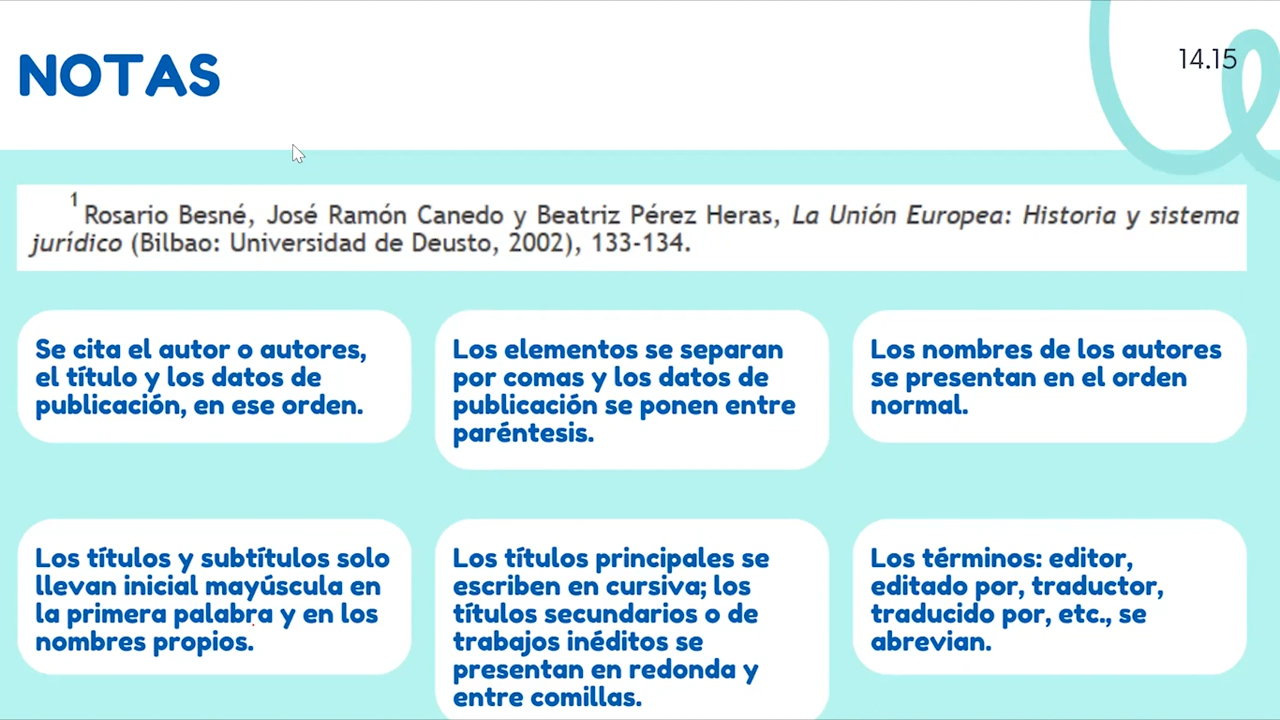 NOTAS
14.15
1 Rosario Besné, José Ramón Canedo y Beatriz Pérez Heras, La Unión Europea: Historia y sistema
jurídico (Bilbao: Universidad de Deusto, 2002), 133-134.
Se cita el autor o autores,
el título y los datos de
publicación, en ese orden.
Los elementos se separan
por comas y los datos de
publicación se ponen entre
paréntesis.
Los nombres de los autores
se presentan en el orden
normal.
Los títulos y subtítulos solo
llevan inicial mayúscula en
la primera palabra y en los
nombres propios.
Los títulos principales se
escriben en cursiva; los
títulos secundarios o de
trabajos inéditos se
presentan en redonda y
entre comillas.
Los términos: editor,
editado por, traductor,
traducido por, etc., se
abrevian.